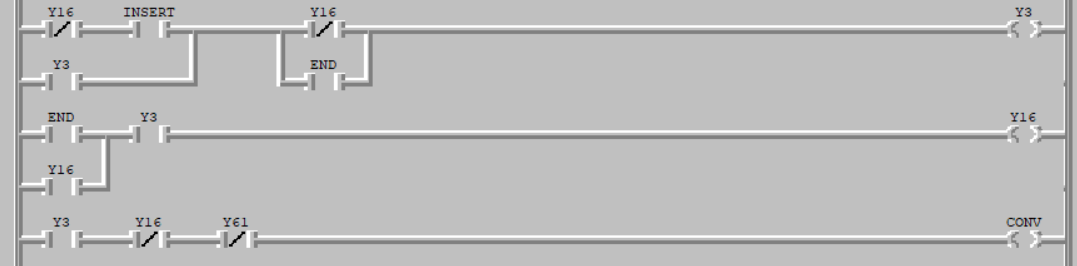 Y16 INSERT Y16 Y3
Y3 END
END Y3 Y16
Y16
Y3 Y16 Y61 CONV